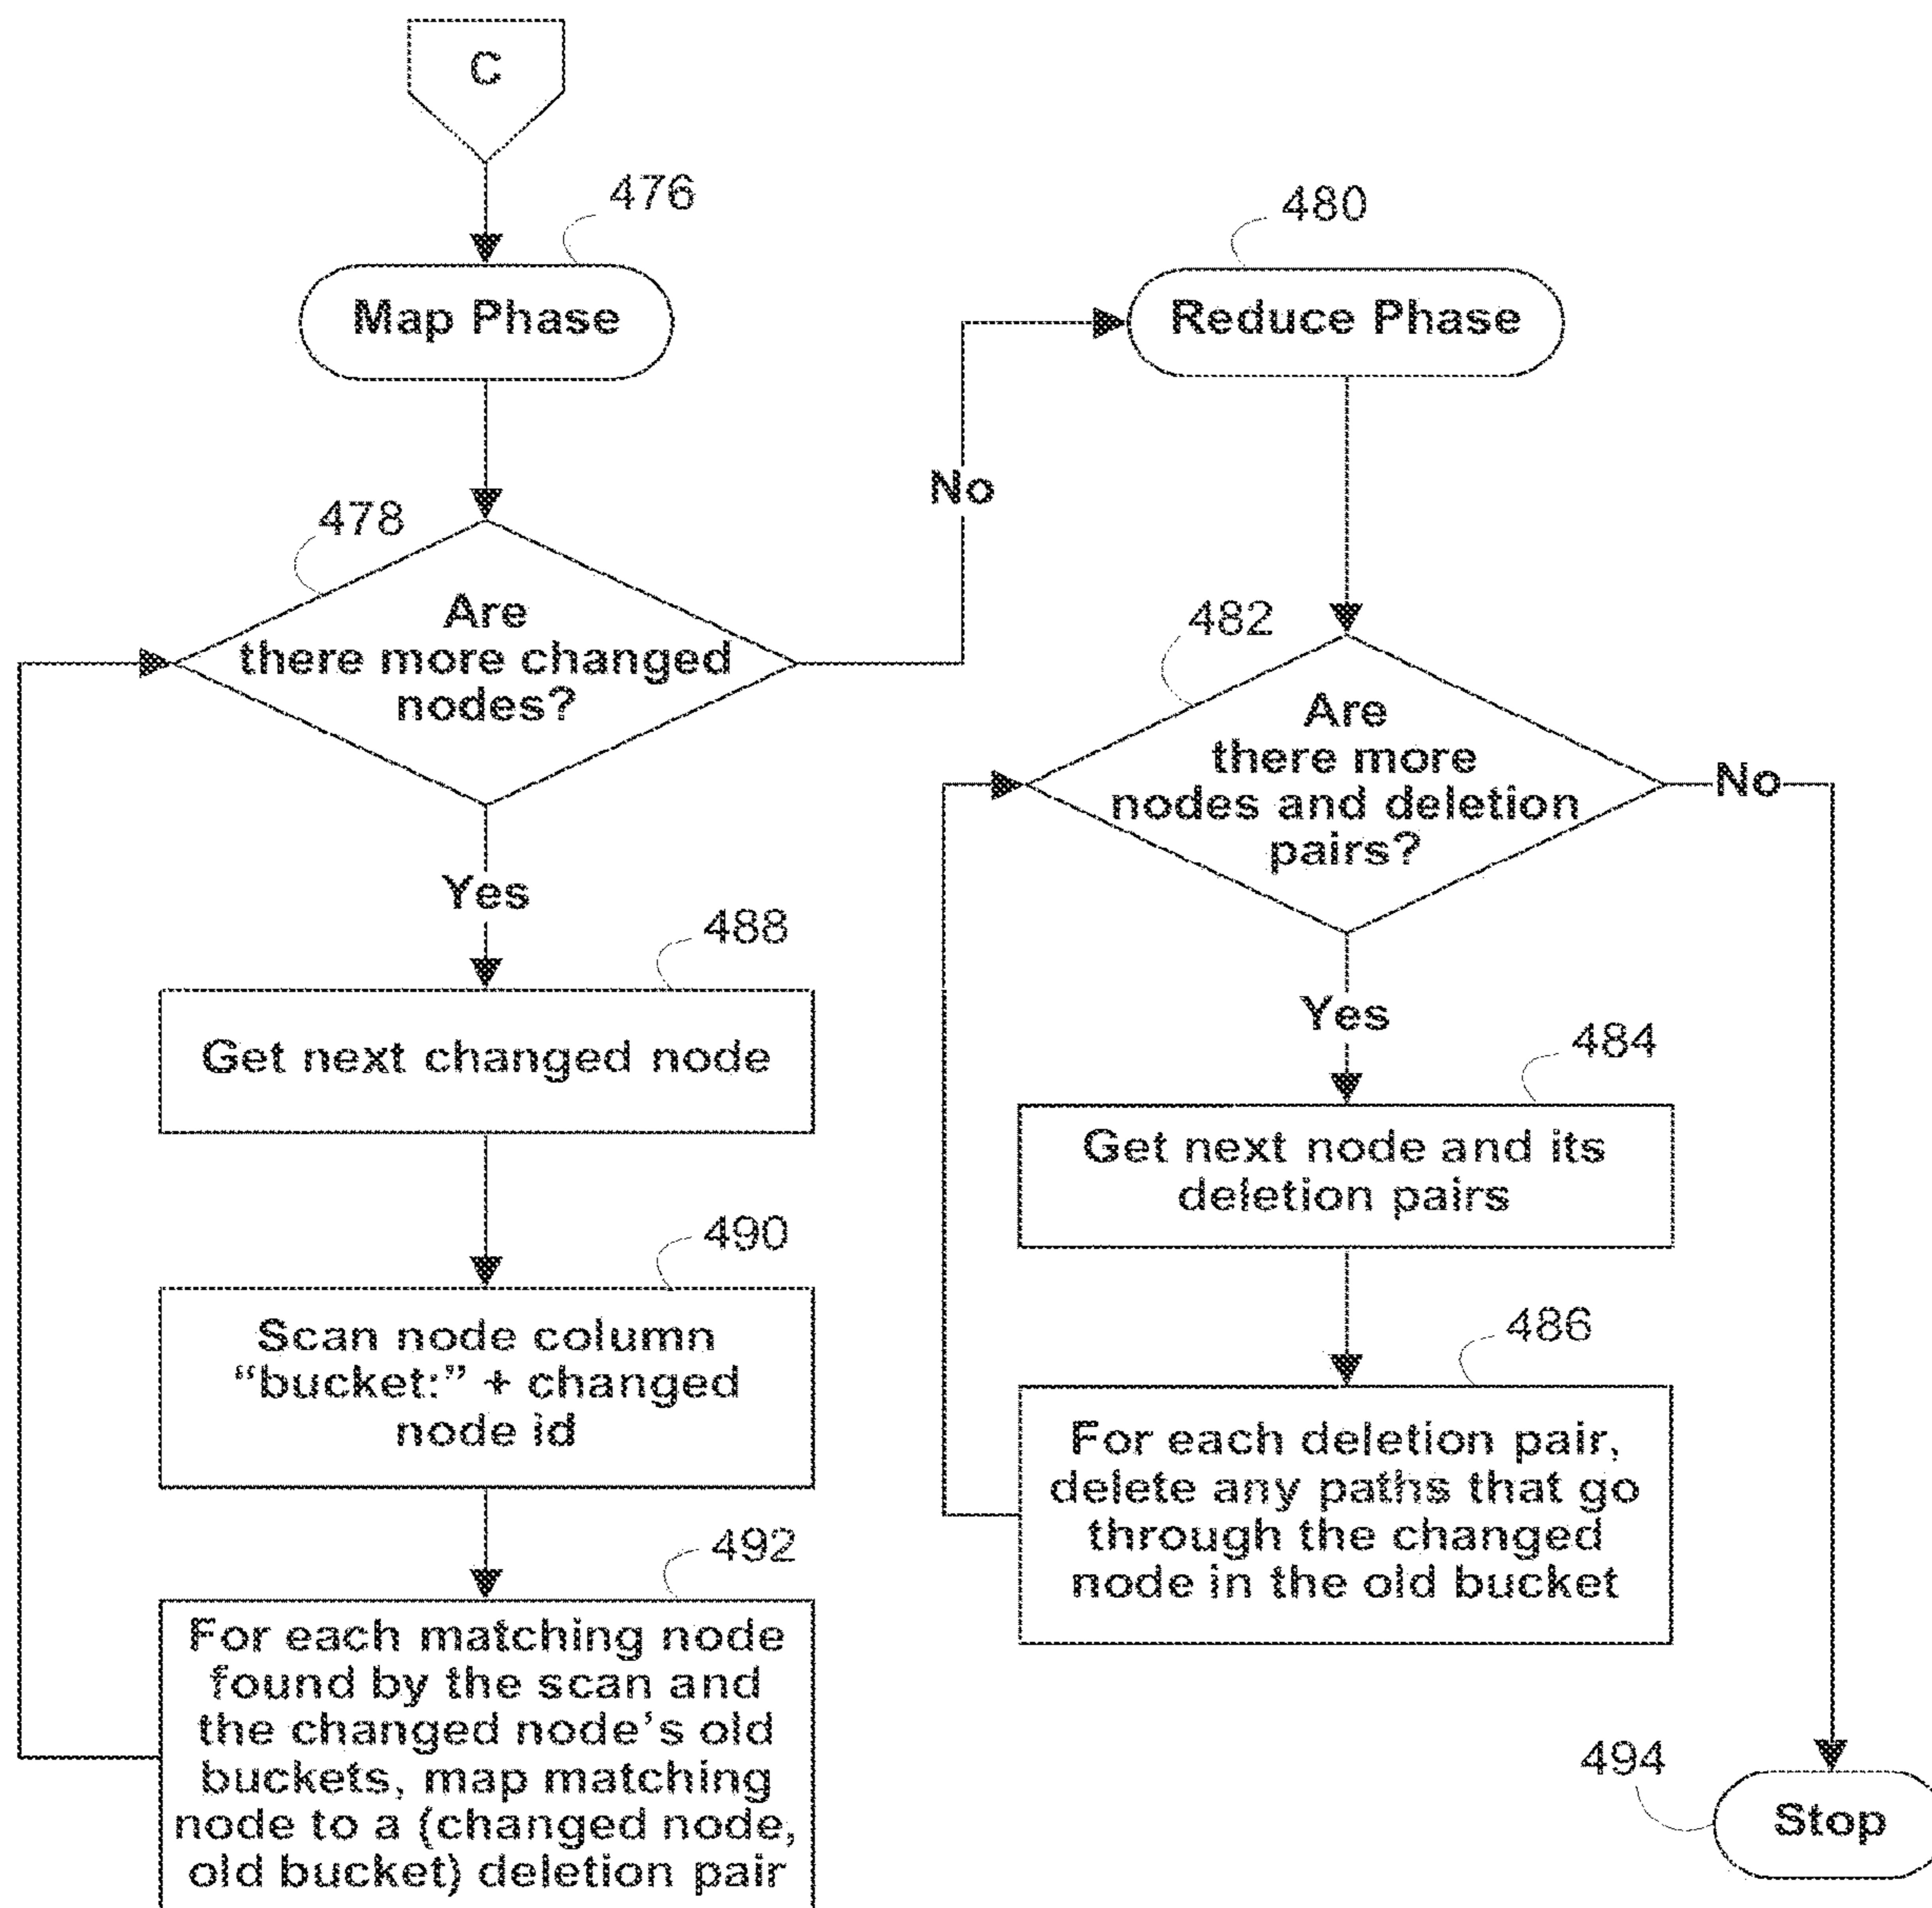 C
476
Map Phase
478
Are
there more changed
nodes?
No
Yes
488
Get next changed node
490
Scan node column
“bucket:” + changed
node id
492
For each matching node
found by the scan and
the changed node’s old
buckets, map matching
node to a (changed node,
old bucket) deletion pair
480
Reduce Phase
482
Are
there more
nodes and deletion
pairs?
No
Yes
484
Get next node and its
deletion pairs
486
For each deletion pair,
delete any paths that go
through the changed
node in the old bucket
494
Stop